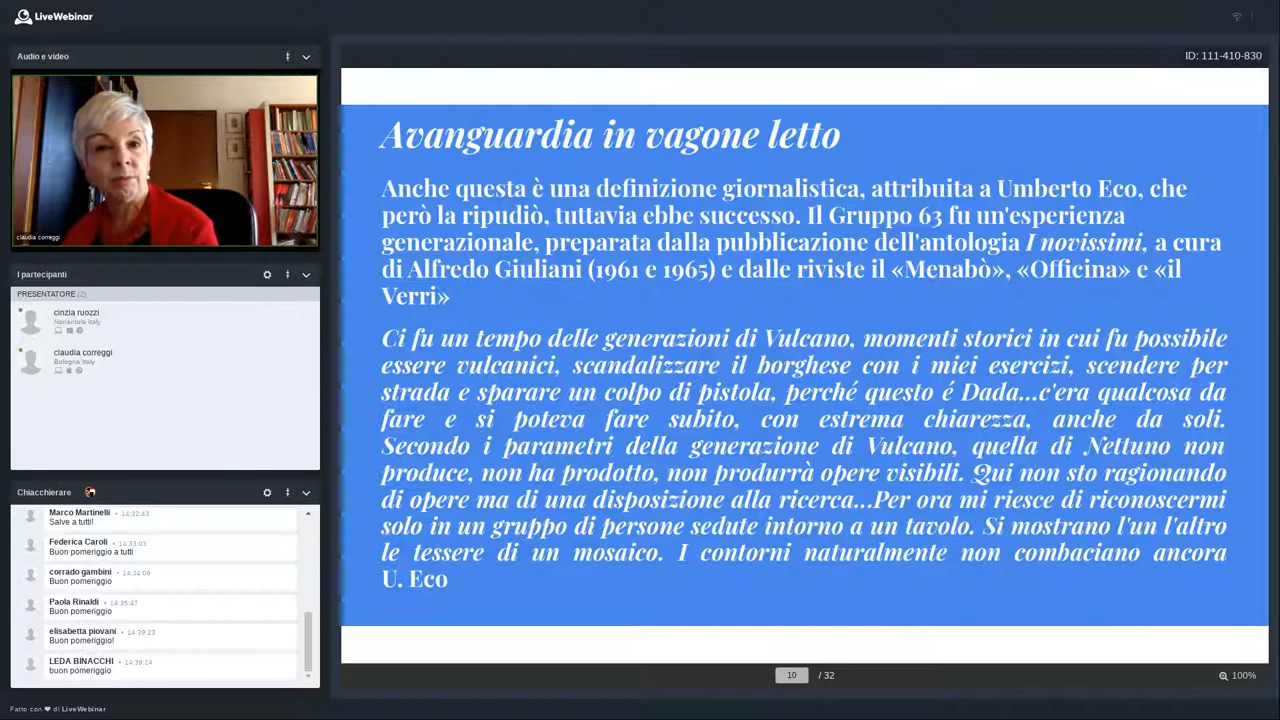 LiveWebinar
Audio e video
claudia correggi
I partecipanti
PRESENTATORE (2)
cinzia ruozzi
Nonantola Italy
claudia correggi
Bologna Italy
Chiacchierare
Marco Martinelli • 14:32:43
Salve a tutti!
Federica Caroli • 14:33:03
Buon pomeriggio a tutti
corrado gambini • 14:34:06
Buon pomeriggio
Paola Rinaldi • 14:35:47
Buon pomeriggio
elisabetta piovani • 14:39:23
Buon pomeriggio!
LEDA BINACCHI • 14:39:24
buon pomeriggio
Fatto con ❤ di LiveWebinar
ID: 111-410-830
Avanguardia in vagone letto
Anche questa è una definizione giornalistica, attribuita a Umberto Eco, che
però la ripudiò, tuttavia ebbe successo. Il Gruppo 63 fu un'esperienza
generazionale, preparata dalla pubblicazione dell'antologia I novissimi, a cura
di Alfredo Giuliani (1961 e 1965) e dalle riviste il «Menabò», «Officina» e «il
Verri»
Ci fu un tempo delle generazioni di Vulcano, momenti storici in cui fu possibile
essere vulcanici, scandalizzare il borghese con i miei esercizi, scendere per
strada e sparare un colpo di pistola, perché questo é Dada...c'era qualcosa da
fare e si poteva fare subito, con estrema chiarezza, anche da soli.
Secondo i parametri della generazione di Vulcano, quella di Nettuno non
produce, non ha prodotto, non produrrà opere visibili. Qui non sto ragionando
di opere ma di una disposizione alla ricerca...Per ora mi riesce di riconoscermi
solo in un gruppo di persone sedute intorno a un tavolo. Si mostrano l'un l'altro
le tessere di un mosaico. I contorni naturalmente non combaciano ancora
U. Eco
10 / 32
100%